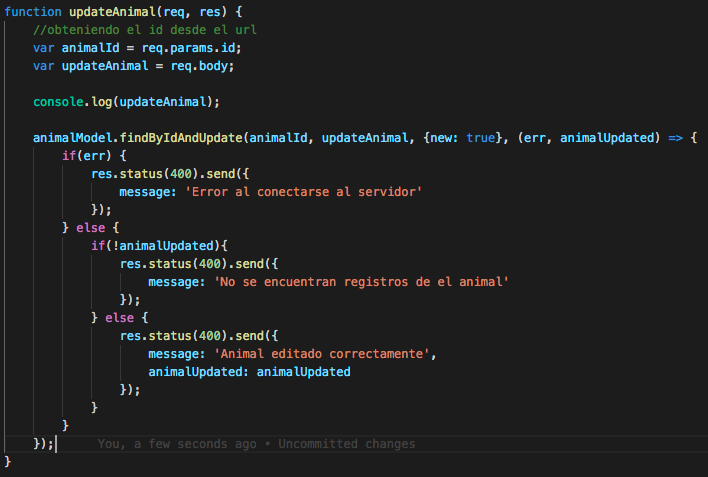 function updateAnimal(req, res) {
//obteniendo el id desde el url
var animalId = req.params.id;
var updateAnimal = req.body;
console.log(updateAnimal);
animalModel.findByIdAndUpdate(animalId, updateAnimal, {new: true}, (err, animalUpdated) => {
if(err) {
res.status(400).send({
message: 'Error al conectarse al servidor'
});
} else {
if(!animalUpdated){
res.status(400).send({
message: 'No se encuentran registros de el animal'
});
} else {
res.status(400).send({
message: 'Animal editado correctamente',
animalUpdated: animalUpdated
});
}
}
}); You, a few seconds ago • Uncommitted changes
}